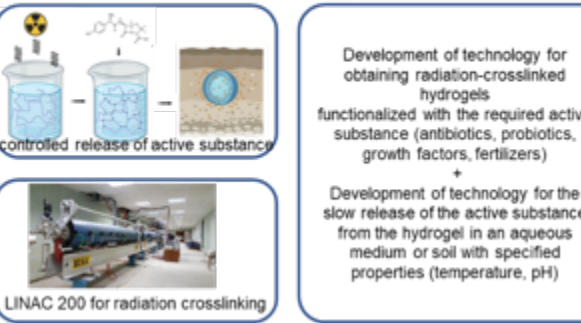 controlled release of active substance
LINAC 200 for radiation crosslinking
Development of technology for
obtaining radiation-crosslinked
hydrogels
functionalized with the required activ
substance (antibiotics, probiotics,
growth factors, fertilizers)
+
Development of technology for the
slow release of the active substance
from the hydrogel in an aqueous
medium or soil with specified
properties (temperature, pH)